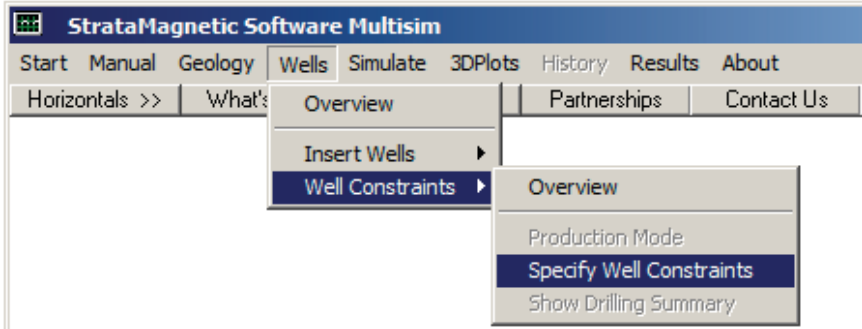 StrataMagnetic Software Multisim
Start Manual Geology Wells Simulate 3DPlots History Results About
Horizontals >> What's Partnerships Contact Us
Overview
Insert Wells
Well Constraints
Overview
Production Mode
Specify Well Constraints
Show Drilling Summary